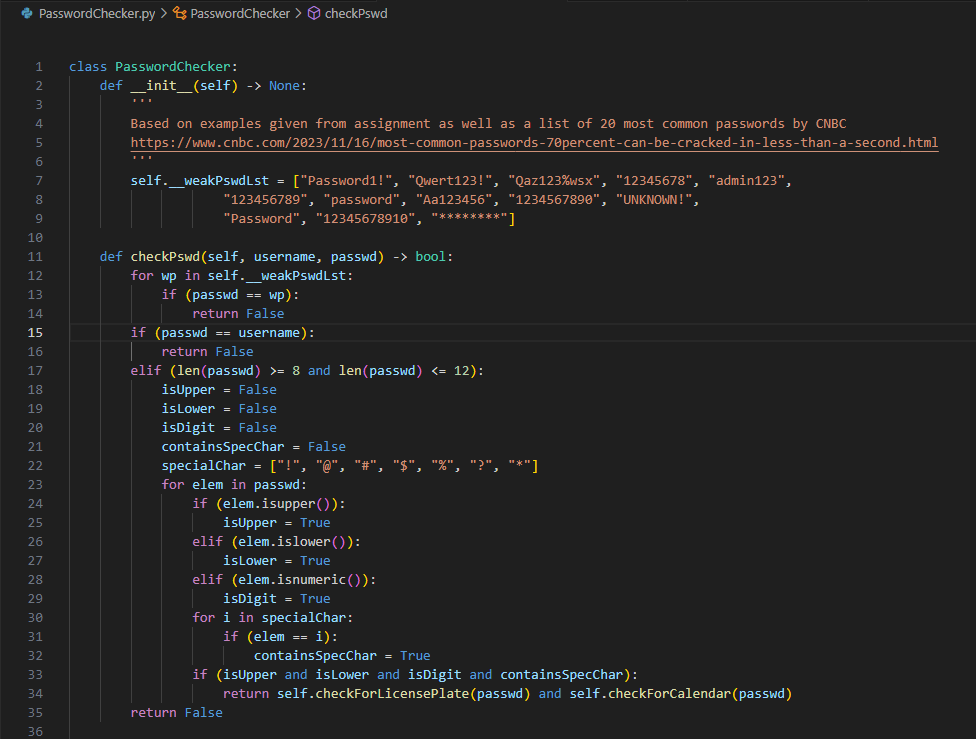 PasswordChecker.py > PasswordChecker > checkPswd
1 class PasswordChecker:
2     def __init__(self) -> None:
3         '''
4         Based on examples given from assignment as well as a list of 20 most common passwords by CNBC
5         https://www.cnbc.com/2023/11/16/most-common-passwords-70percent-can-be-cracked-in-less-than-a-second.html
6         '''
7         self.__weakPswdLst = ["Password1!", "Qwert123!", "Qaz123%wsx", "12345678", "admin123",
8                     "123456789", "password", "Aa123456", "1234567890", "UNKNOWN!",
9                     "Password", "12345678910", "********"]
10
11     def checkPswd(self, username, passwd) -> bool:
12         for wp in self.__weakPswdLst:
13             if (passwd == wp):
14                 return False
15         if (passwd == username):
16             return False
17         elif (len(passwd) >= 8 and len(passwd) <= 12):
18             isUpper = False
19             isLower = False
20             isDigit = False
21             containsSpecChar = False
22             specialChar = ["!", "@", "#", "$", "%", "?", "*"]
23             for elem in passwd:
24                 if (elem.isupper()):
25                     isUpper = True
26                 elif (elem.islower()):
27                     isLower = True
28                 elif (elem.isnumeric()):
29                     isDigit = True
30                 for i in specialChar:
31                     if (elem == i):
32                         containsSpecChar = True
33                 if (isUpper and isLower and isDigit and containsSpecChar):
34                     return self.checkForLicensePlate(passwd) and self.checkForCalendar(passwd)
35         return False
36